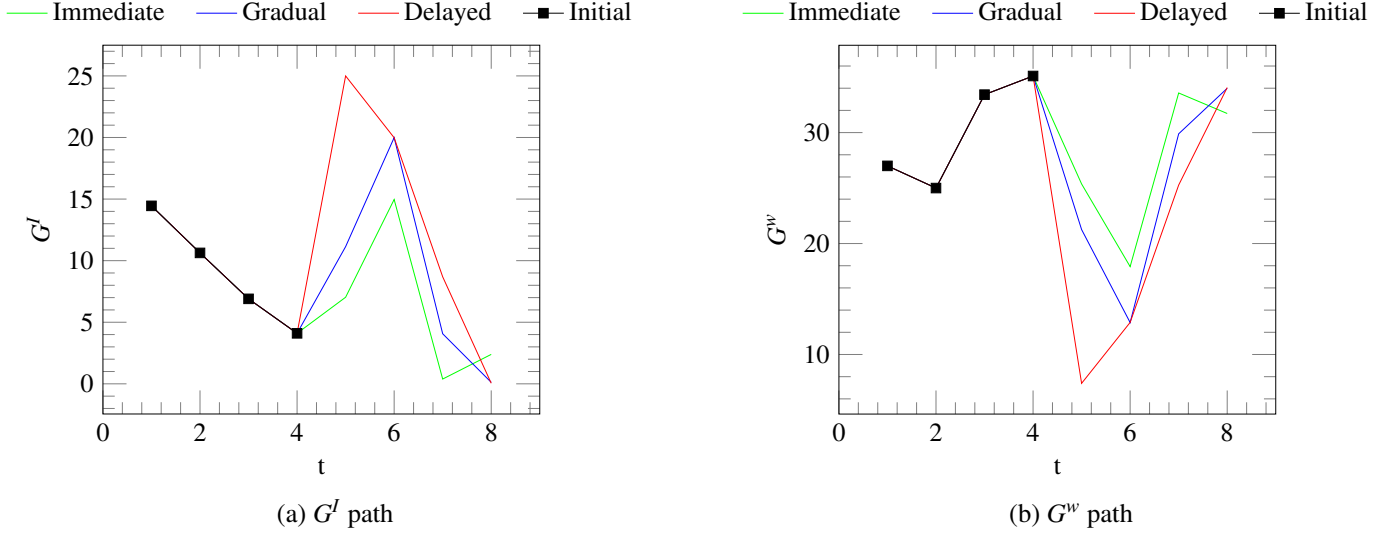 Immediate Gradual Delayed Initial
25
20
15
10
5
0
G^I
0 2 4 6 8
t
(a) G^I path
Immediate Gradual Delayed Initial
30
20
10
G^w
0 2 4 6 8
t
(b) G^w path